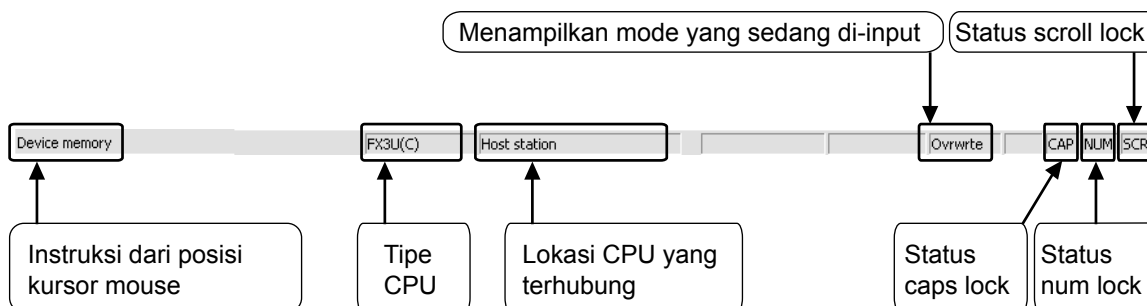 Menampilkan mode yang sedang di-input
Status scroll lock
Device memory
FX3U(C)
Host station
Ovrwrte
CAP
NUM
SCR
Instruksi dari posisi
kursor mouse
Tipe
CPU
Lokasi CPU yang
terhubung
Status
caps lock
Status
num lock